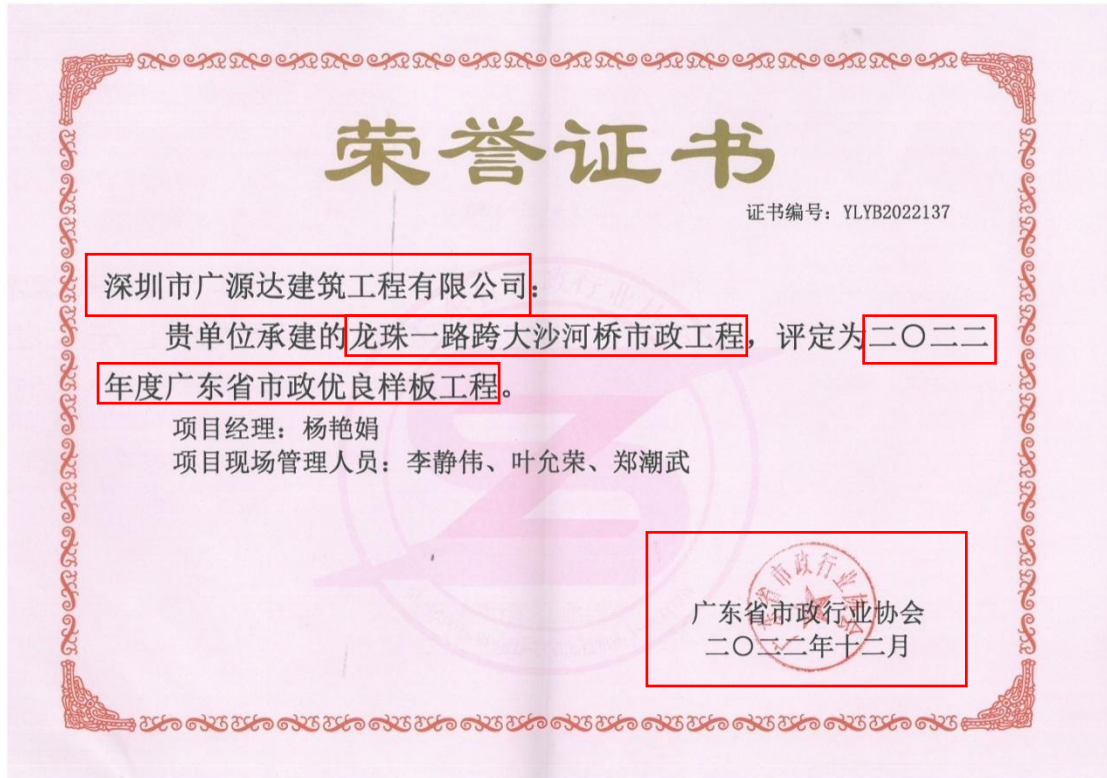 荣誉证书
证书编号：YLYB2022137
深圳市广源达建筑工程有限公司：
贵单位承建的龙珠一路跨大沙河桥市政工程，评定为二〇二二
年度广东省市政优良样板工程。
项目经理：杨艳娟
项目现场管理人员：李静伟、叶允荣、郑潮武
广东省市政行业协会
二〇二二年十二月